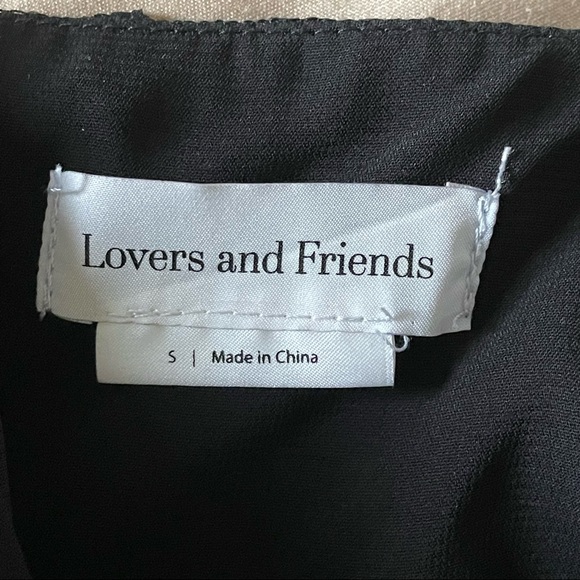 Lovers and Friends
S | Made in China